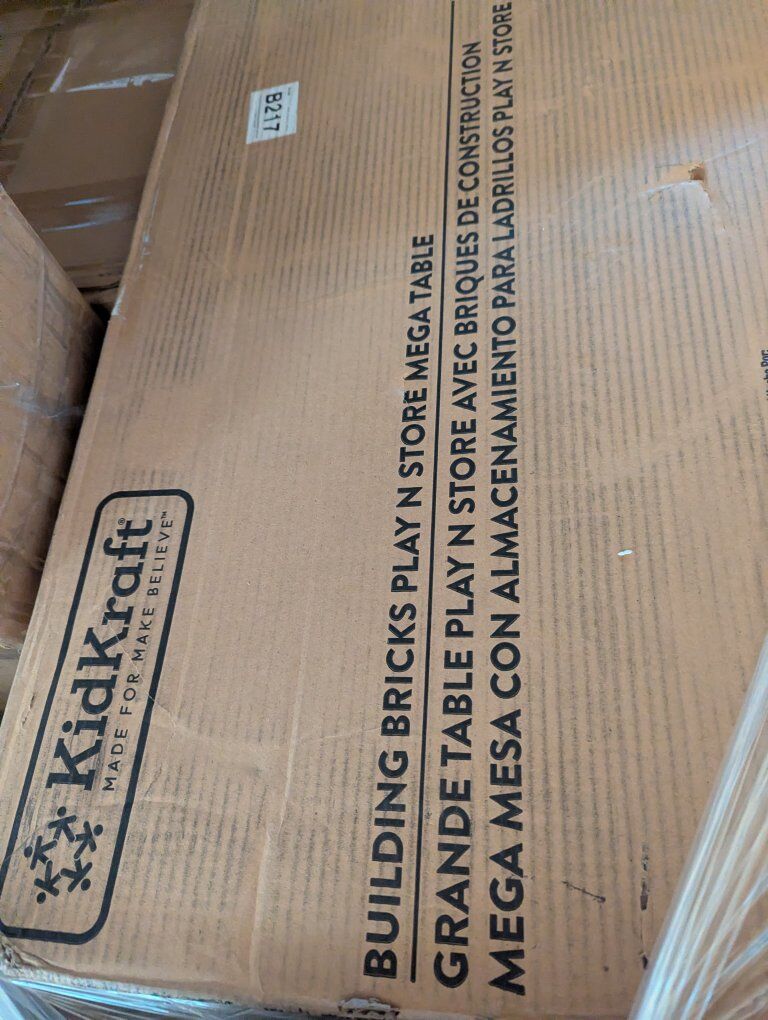 B217
KidKraft®
MADE FOR MAKE BELIEVE™
BUILDING BRICKS PLAY N STORE MEGA TABLE
GRANDE TABLE PLAY N STORE AVEC BRIQUES DE CONSTRUCTION
MEGA MESA CON ALMACENAMIENTO PARA LADRILLOS PLAY N STORE